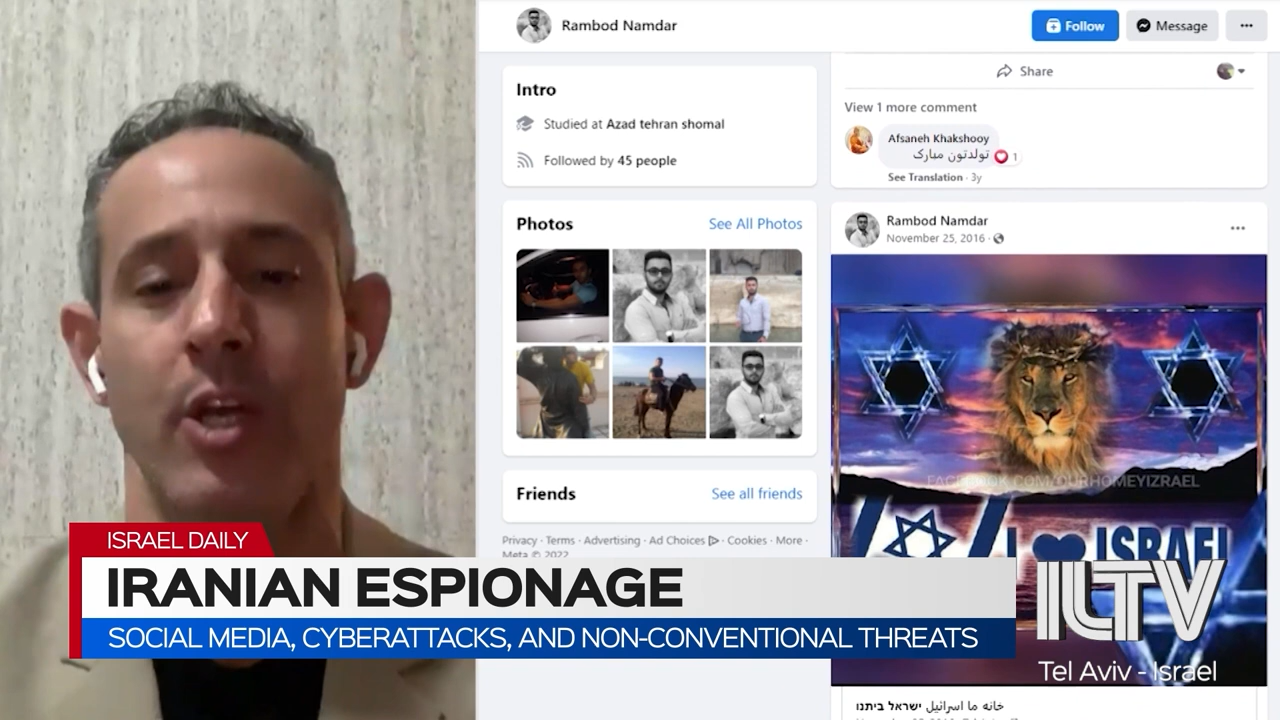 Rambod Namdar
Follow
Message
Intro
Studied at Azad tehran shomal
Followed by 45 people
Photos
See All Photos
Friends
See all friends
Privacy · Terms · Advertising · Ad Choices · Cookies · More ·
Meta © 2022
Share
View 1 more comment
Afsaneh Khakshooy
تولدتون مبارک
1
See Translation · 3y
Rambod Namdar
November 25, 2016 ·
FACEBOOK.COM/OURHOMEYIZRAEL
I ISRAEL
خانه ما اسرائیل ישראל ביתנו
ISRAEL DAILY
IRANIAN ESPIONAGE
SOCIAL MEDIA, CYBERATTACKS, AND NON-CONVENTIONAL THREATS
ILTV
Tel Aviv - Israel